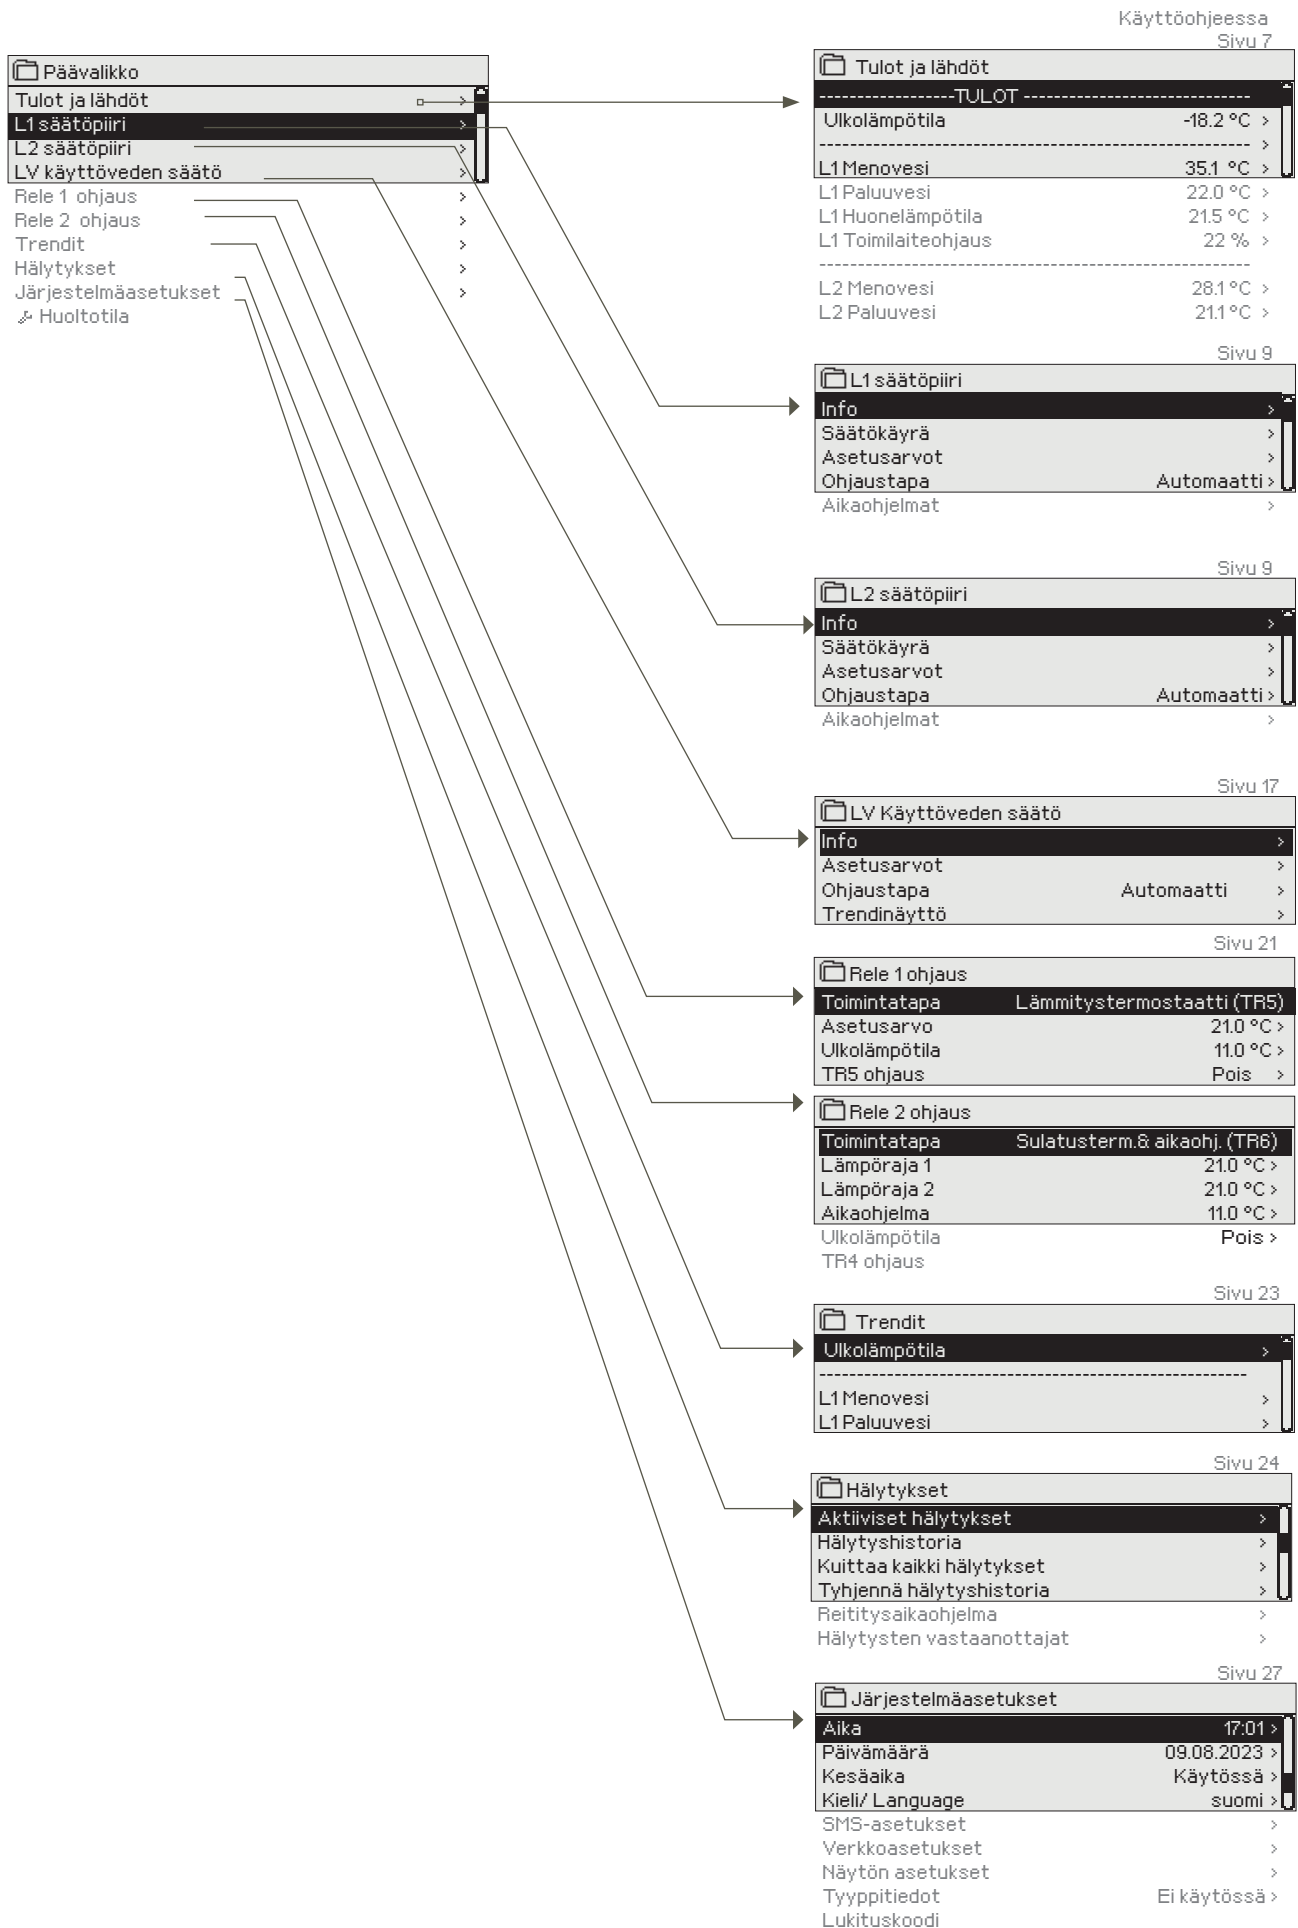 Käyttöohjeessa
Sivu 7
Päävalikko
Tulot ja lähdöt >
L1 säätöpiiri >
L2 säätöpiiri >
LV käyttöveden säätö >
Rele 1 ohjaus >
Rele 2 ohjaus >
Trendit >
Hälytykset >
Järjestelmäasetukset >
Huoltotila
Tulot ja lähdöt
------------------TULOT ------------------------------
Ulkolämpötila -18.2 °C >
--------------------------------------------------------- >
L1 Menovesi 35.1 °C >
L1 Paluuvesi 22.0 °C >
L1 Huonelämpötila 21.5 °C >
L1 Toimilaiteohjaus 22 % >
---------------------------------------------------------
L2 Menovesi 28.1 °C >
L2 Paluuvesi 21.1 °C >
Sivu 9
L1 säätöpiiri
Info >
Säätökäyrä >
Asetusarvot >
Ohjaustapa Automaatti >
Aikaohjelmat >
Sivu 9
L2 säätöpiiri
Info >
Säätökäyrä >
Asetusarvot >
Ohjaustapa Automaatti >
Aikaohjelmat >
Sivu 17
LV Käyttöveden säätö
Info >
Asetusarvot >
Ohjaustapa Automaatti >
Trendinäyttö >
Sivu 21
Rele 1 ohjaus
Toimintatapa Lämmitystermostaatti (TR5)
Asetusarvo 21.0 °C >
Ulkolämpötila 11.0 °C >
TR5 ohjaus Pois >
Rele 2 ohjaus
Toimintatapa Sulatusterm.& aikaohj. (TR6)
Lämpöraja 1 21.0 °C >
Lämpöraja 2 21.0 °C >
Aikaohjelma 11.0 °C >
Ulkolämpötila Pois >
TR4 ohjaus
Sivu 23
Trendit
Ulkolämpötila >
---------------------------------------------------------
L1 Menovesi >
L1 Paluuvesi >
Sivu 24
Hälytykset
Aktiiviset hälytykset >
Hälytyshistoria >
Kuittaa kaikki hälytykset >
Tyhjennä hälytyshistoria >
Reititysaikaohjelma >
Hälytysten vastaanottajat >
Sivu 27
Järjestelmäasetukset
Aika 17:01 >
Päivämäärä 09.08.2023 >
Kesäaika Käytössä >
Kieli/ Language suomi >
SMS-asetukset >
Verkkoasetukset >
Näytön asetukset >
Tyyppitiedot Ei käytössä >
Lukituskoodi